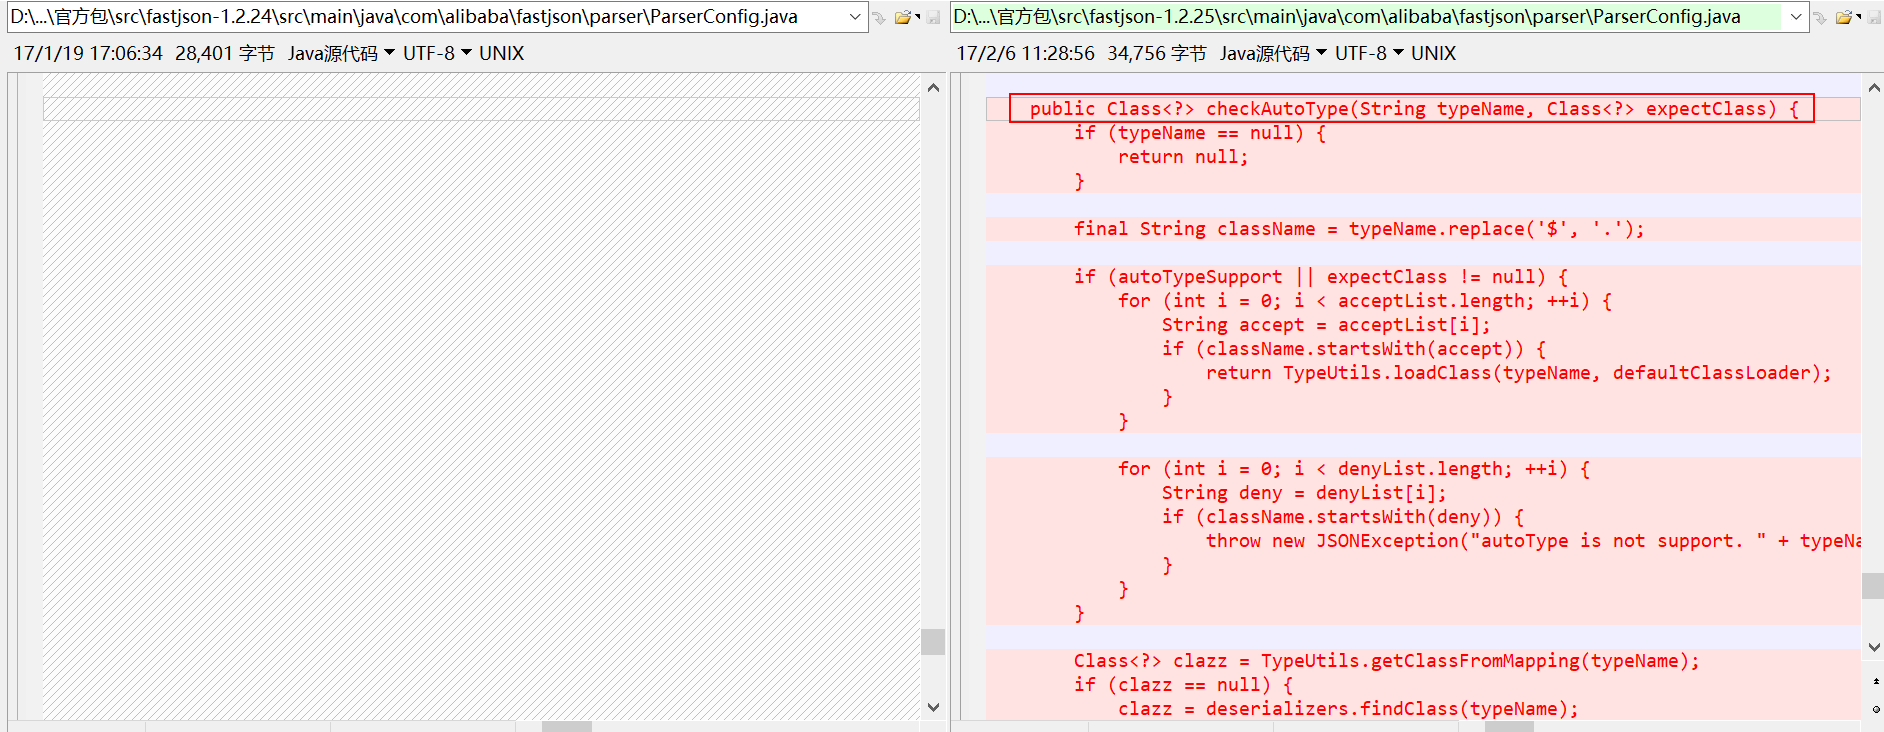 D:\...\官方包\src\fastjson-1.2.24\src\main\java\com\alibaba\fastjson\parser\ParserConfig.java
17/1/19 17:06:34 28,401 字节 Java源代码 UTF-8 UNIX
D:\...\官方包\src\fastjson-1.2.25\src\main\java\com\alibaba\fastjson\parser\ParserConfig.java
17/2/6 11:28:56 34,756 字节 Java源代码 UTF-8 UNIX
public Class<?> checkAutoType(String typeName, Class<?> expectClass) {
if (typeName == null) {
return null;
}
final String className = typeName.replace('$', '.');
if (autoTypeSupport || expectClass != null) {
for (int i = 0; i < acceptList.length; ++i) {
String accept = acceptList[i];
if (className.startsWith(accept)) {
return TypeUtils.loadClass(typeName, defaultClassLoader);
}
}
for (int i = 0; i < denyList.length; ++i) {
String deny = denyList[i];
if (className.startsWith(deny)) {
throw new JSONException("autoType is not support. " + typeNa
}
}
}
Class<?> clazz = TypeUtils.getClassFromMapping(typeName);
if (clazz == null) {
clazz = deserializers.findClass(typeName);